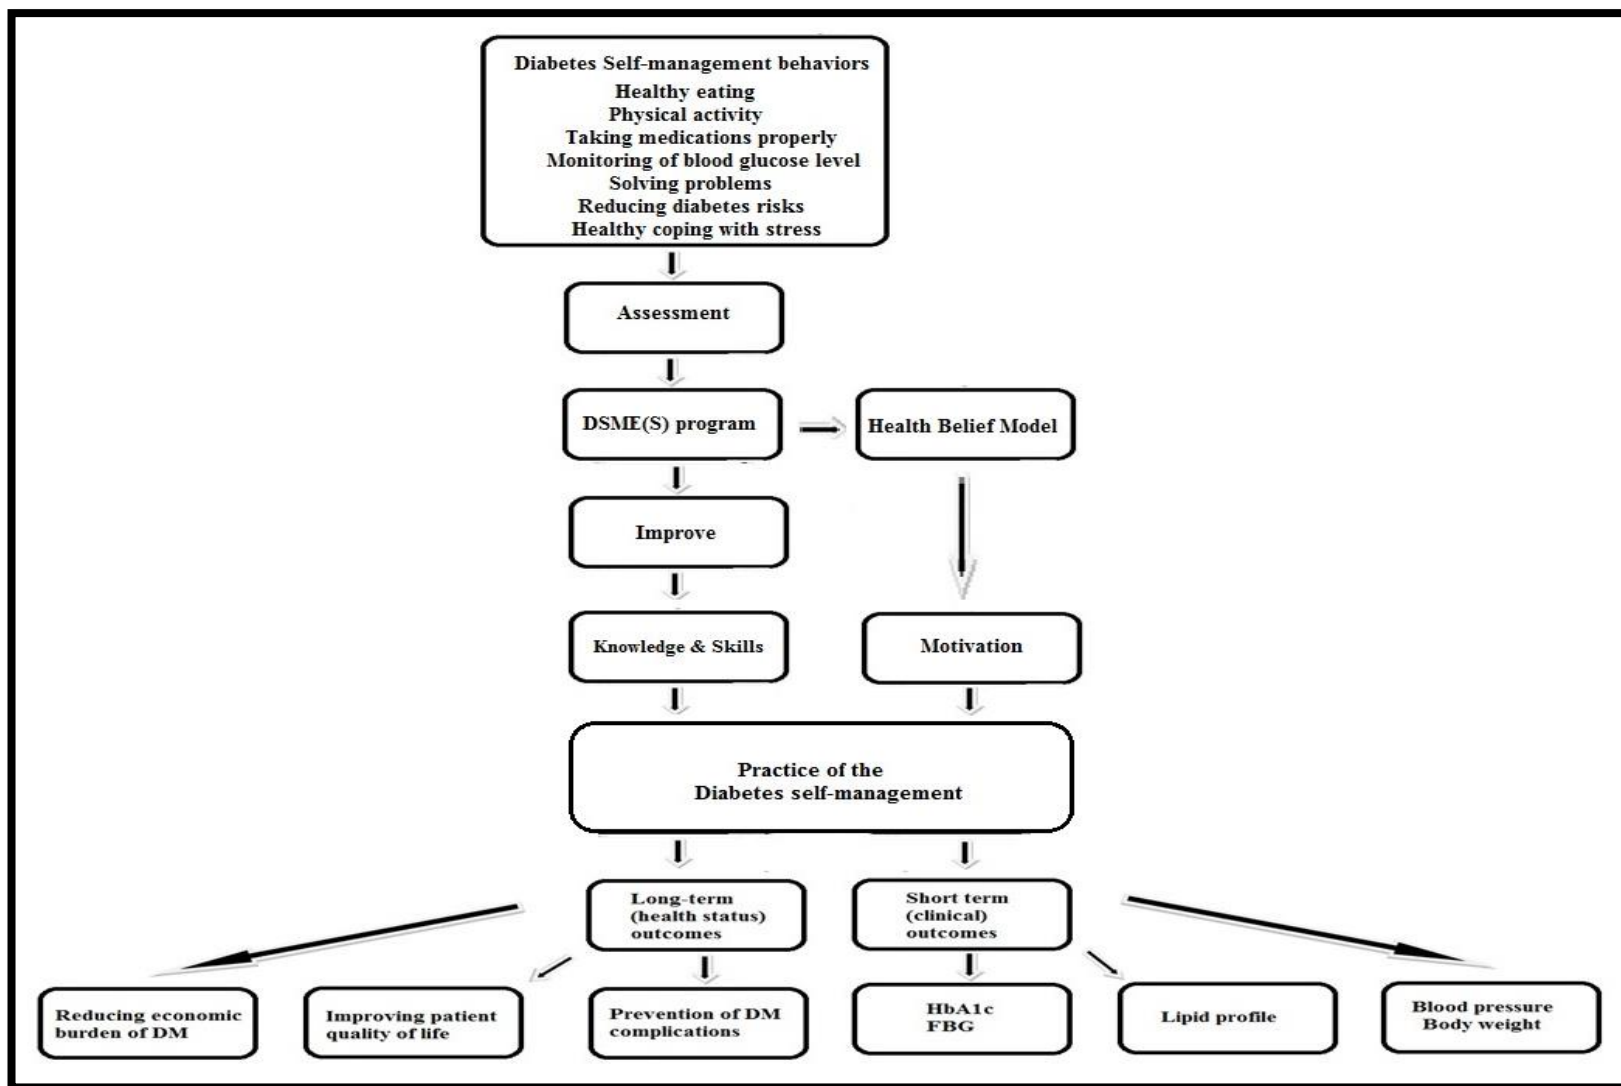 Diabetes Self-management behaviors
Healthy eating
Physical activity
Taking medications properly
Monitoring of blood glucose level
Solving problems
Reducing diabetes risks
Healthy coping with stress
Assessment
DSME(S) program
Health Belief Model
Improve
Knowledge & Skills
Motivation
Practice of the
Diabetes self-management
Long-term
(health status)
outcomes
Short term
(clinical)
outcomes
Reducing economic
burden of DM
Improving patient
quality of life
Prevention of DM
complications
HbA1c
FBG
Lipid profile
Blood pressure
Body weight